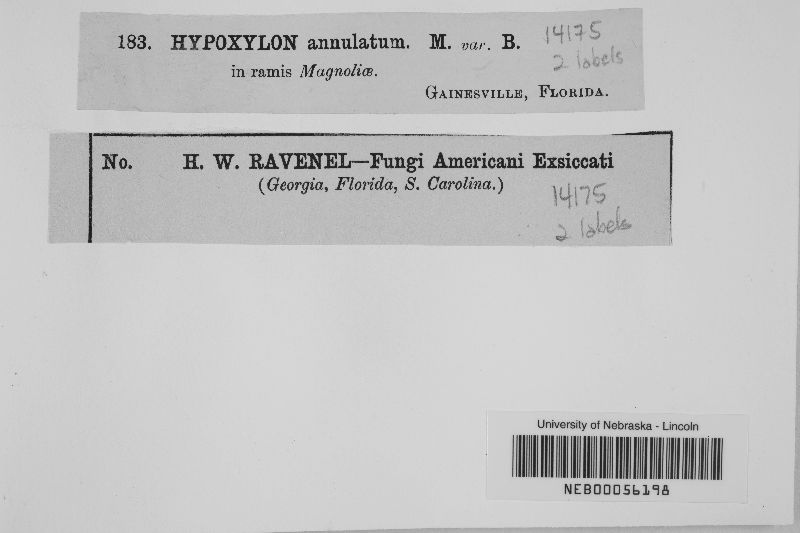 183. HYPOXYLON annulatum. M. var. B. 14175
in ramis Magnoliæ. 2 labels
GAINESVILLE, FLORIDA.
No. H. W. RAVENEL—Fungi Americani Exsiccati
(Georgia, Florida, S. Carolina.) 14175
2 labels
University of Nebraska - Lincoln
NEB00056198